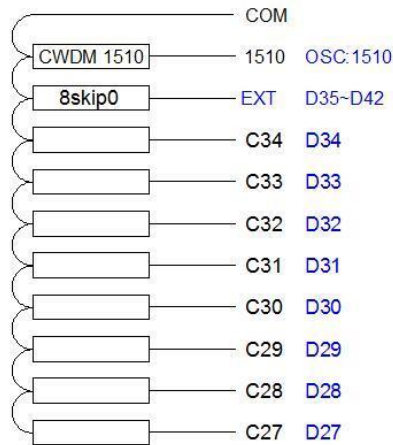 COM
CWDM 1510 1510 OSC:1510
8skip0 EXT D35~D42
C34 D34
C33 D33
C32 D32
C31 D31
C30 D30
C29 D29
C28 D28
C27 D27